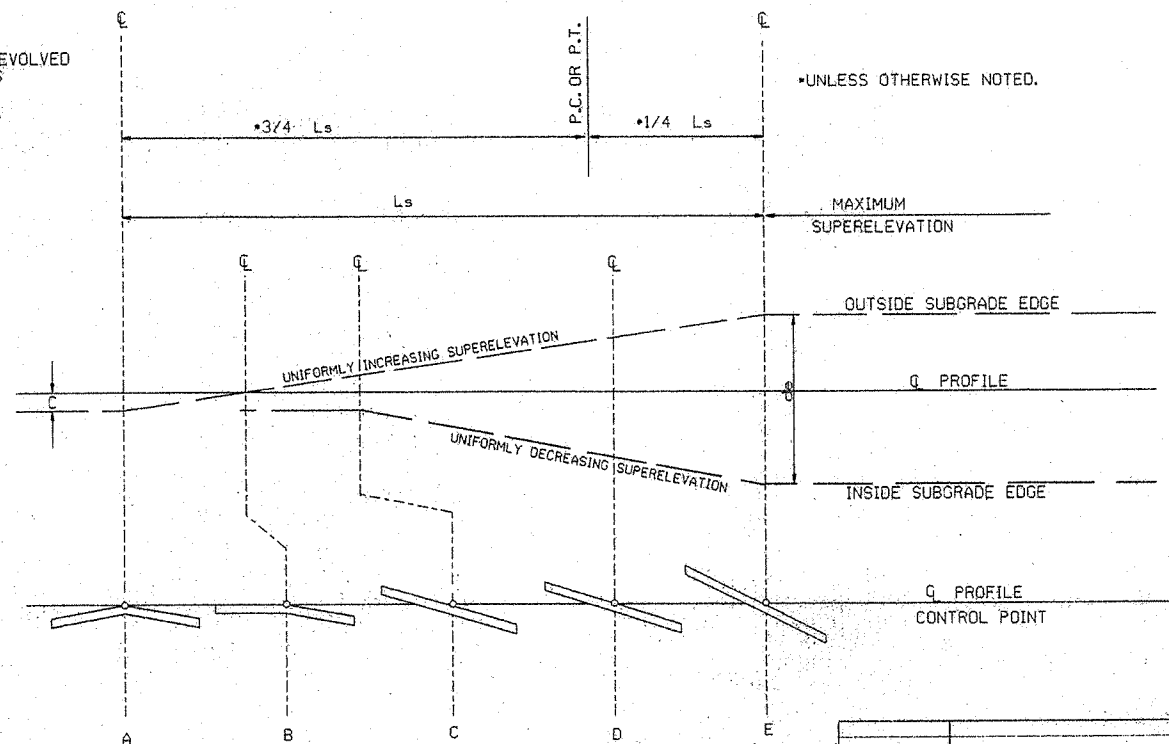 ℄
℄
EVOLVED
S
P.C. OR P.T.
*UNLESS OTHERWISE NOTED.
*3/4 Ls
*1/4 Ls
Ls
MAXIMUM
SUPERELEVATION
℄
℄
℄
OUTSIDE SUBGRADE EDGE
UNIFORMLY INCREASING SUPERELEVATION
℄ PROFILE
C
UNIFORMLY DECREASING SUPERELEVATION
INSIDE SUBGRADE EDGE
℄ PROFILE
CONTROL POINT
A
B
C
D
E